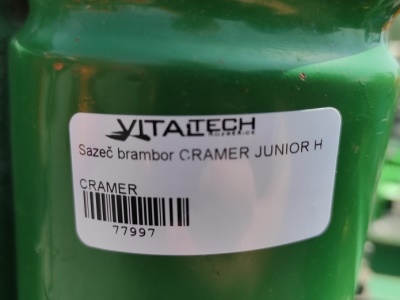 VITALTECH
Sazeč brambor CRAMER JUNIOR H
CRAMER
77997